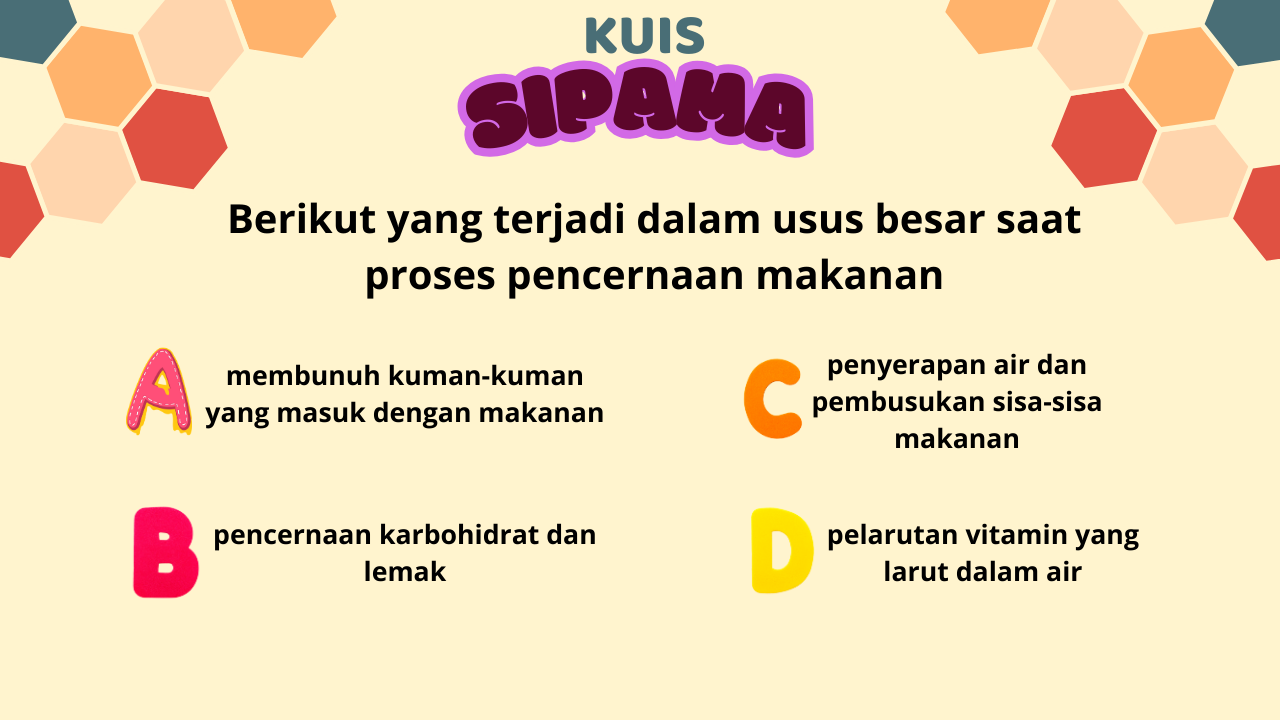 KUIS
SIPAMA
Berikut yang terjadi dalam usus besar saat
proses pencernaan makanan
A
membunuh kuman-kuman
yang masuk dengan makanan
B
pencernaan karbohidrat dan
lemak
C
penyerapan air dan
pembusukan sisa-sisa
makanan
D
pelarutan vitamin yang
larut dalam air